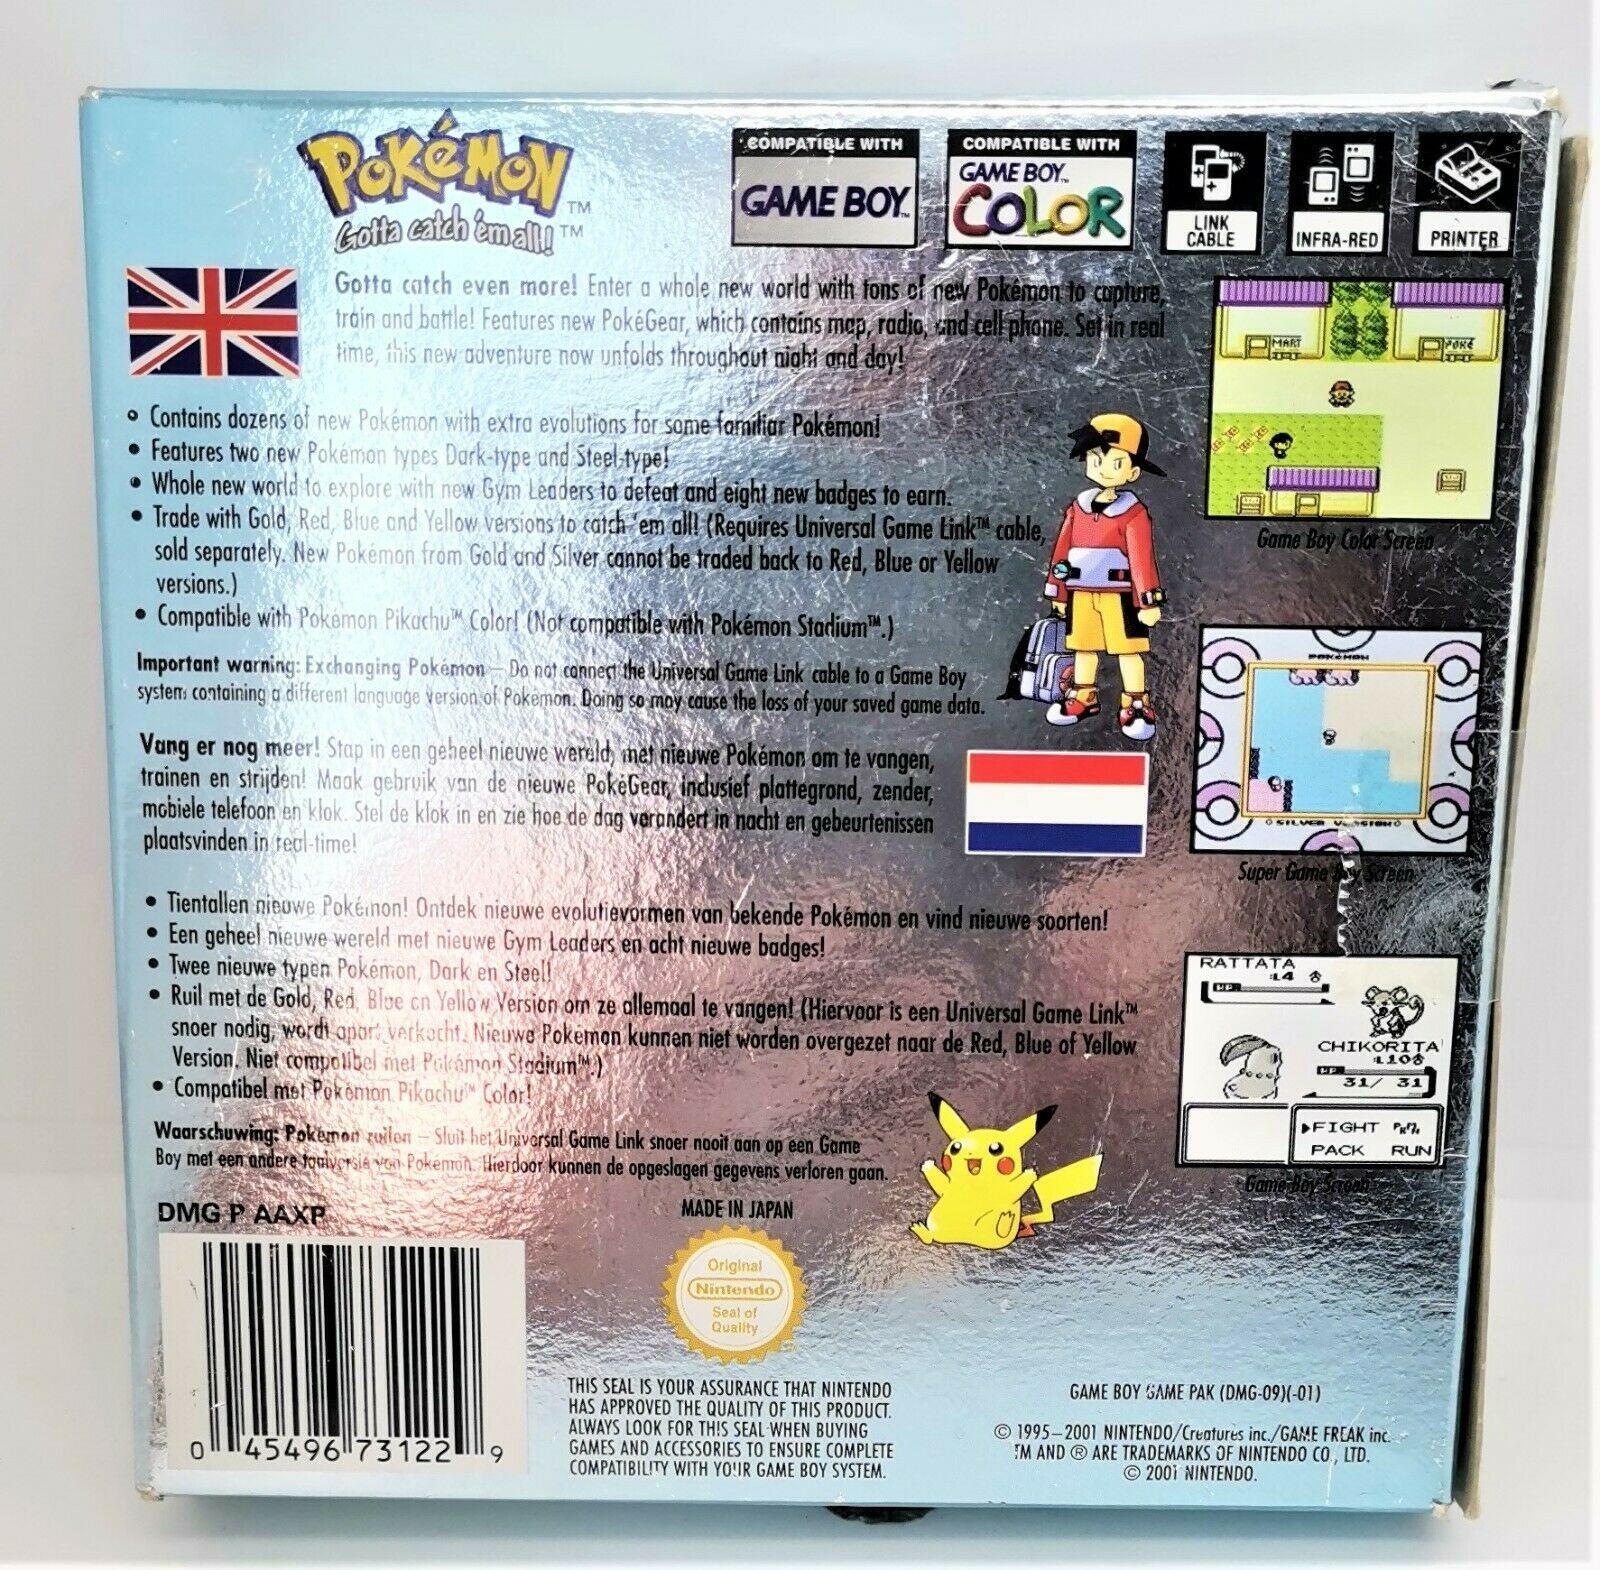 POKéMON™
Gotta catch 'em all!™
COMPATIBLE WITH
GAME BOY™
COMPATIBLE WITH
GAME BOY™
COLOR
LINK
CABLE
INFRA-RED
PRINTER
Gotta catch even more! Enter a whole new world with tons of new Pokémon to capture,
train and battle! Features new PokéGear, which contains map, radio, and cell phone. Set in real
time, this new adventure now unfolds throughout night and day!
• Contains dozens of new Pokémon with extra evolutions for some familiar Pokémon!
• Features two new Pokémon types Dark-type and Steel-type!
• Whole new world to explore with new Gym Leaders to defeat and eight new badges to earn.
• Trade with Gold, Red, Blue and Yellow versions to catch 'em all! (Requires Universal Game Link™ cable,
sold separately. New Pokémon from Gold and Silver cannot be traded back to Red, Blue or Yellow
versions.)
• Compatible with Pokémon Pikachu™ Color! (Not compatible with Pokémon Stadium™.)
Important warning: Exchanging Pokémon – Do not connect the Universal Game Link cable to a Game Boy
system containing a different language version of Pokémon. Doing so may cause the loss of your saved game data.
MART
POKé
Game Boy Color Screen
POKéMON
SILVER VERSION
Super Game Boy Screen
Vang er nog meer! Stap in een geheel nieuwe wereld, met nieuwe Pokémon om te vangen,
trainen en strijden! Maak gebruik van de nieuwe PokéGear, inclusief plattegrond, zender,
mobiele telefoon en klok. Stel de klok in en zie hoe de dag verandert in nacht en gebeurtenissen
plaatsvinden in real-time!
• Tientallen nieuwe Pokémon! Ontdek nieuwe evolutievormen van bekende Pokémon en vind nieuwe soorten!
• Een geheel nieuwe wereld met nieuwe Gym Leaders en acht nieuwe badges!
• Twee nieuwe typen Pokémon, Dark en Steel!
• Ruil met de Gold, Red, Blue en Yellow Version om ze allemaal te vangen! (Hiervoor is een Universal Game Link™
snoer nodig, wordt apart verkocht. Nieuwe Pokemon kunnen niet worden overgezet naar de Red, Blue of Yellow
Version. Niet compatibel met Pokémon Stadium™.)
• Compatibel met Pokémon Pikachu™ Color!
Waarschuwing: Pokémon ruilen – Sluit het Universal Game Link snoer nooit aan op een Game
Boy met een andere taalversie van Pokémon. Hierdoor kunnen de opgeslagen gegevens verloren gaan.
RATTATA
:L4 ♂
HP
CHIKORITA
:L10♂
HP
31/ 31
▶FIGHT PKMN
PACK RUN
Game Boy Screen
DMG P AAXP
MADE IN JAPAN
Original
Nintendo
Seal of
Quality
0 45496 73122 9
THIS SEAL IS YOUR ASSURANCE THAT NINTENDO
HAS APPROVED THE QUALITY OF THIS PRODUCT.
ALWAYS LOOK FOR THIS SEAL WHEN BUYING
GAMES AND ACCESSORIES TO ENSURE COMPLETE
COMPATIBILITY WITH YOUR GAME BOY SYSTEM.
GAME BOY GAME PAK (DMG-09)(-01)
© 1995–2001 NINTENDO/Creatures inc./GAME FREAK inc.
TM AND ® ARE TRADEMARKS OF NINTENDO CO., LTD.
© 2001 NINTENDO.